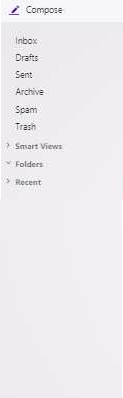 Compose
Inbox
Drafts
Sent
Archive
Spam
Trash
Smart Views
Folders
Recent